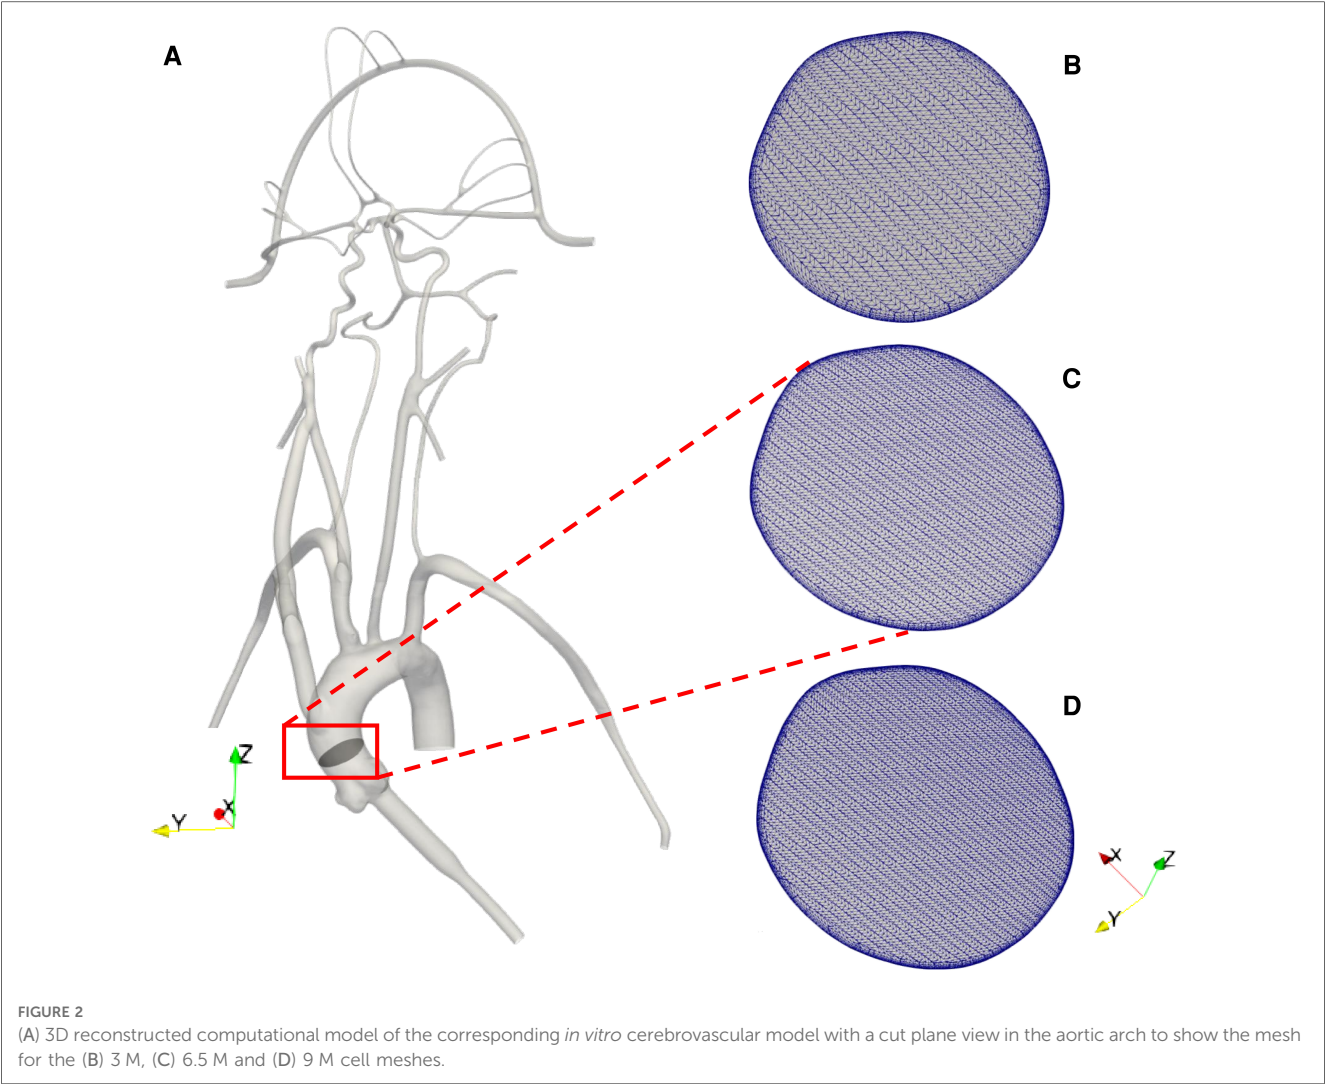 A
B
C
D
Z
X
Y
X
Z
Y
FIGURE 2
(A) 3D reconstructed computational model of the corresponding in vitro cerebrovascular model with a cut plane view in the aortic arch to show the mesh
for the (B) 3 M, (C) 6.5 M and (D) 9 M cell meshes.